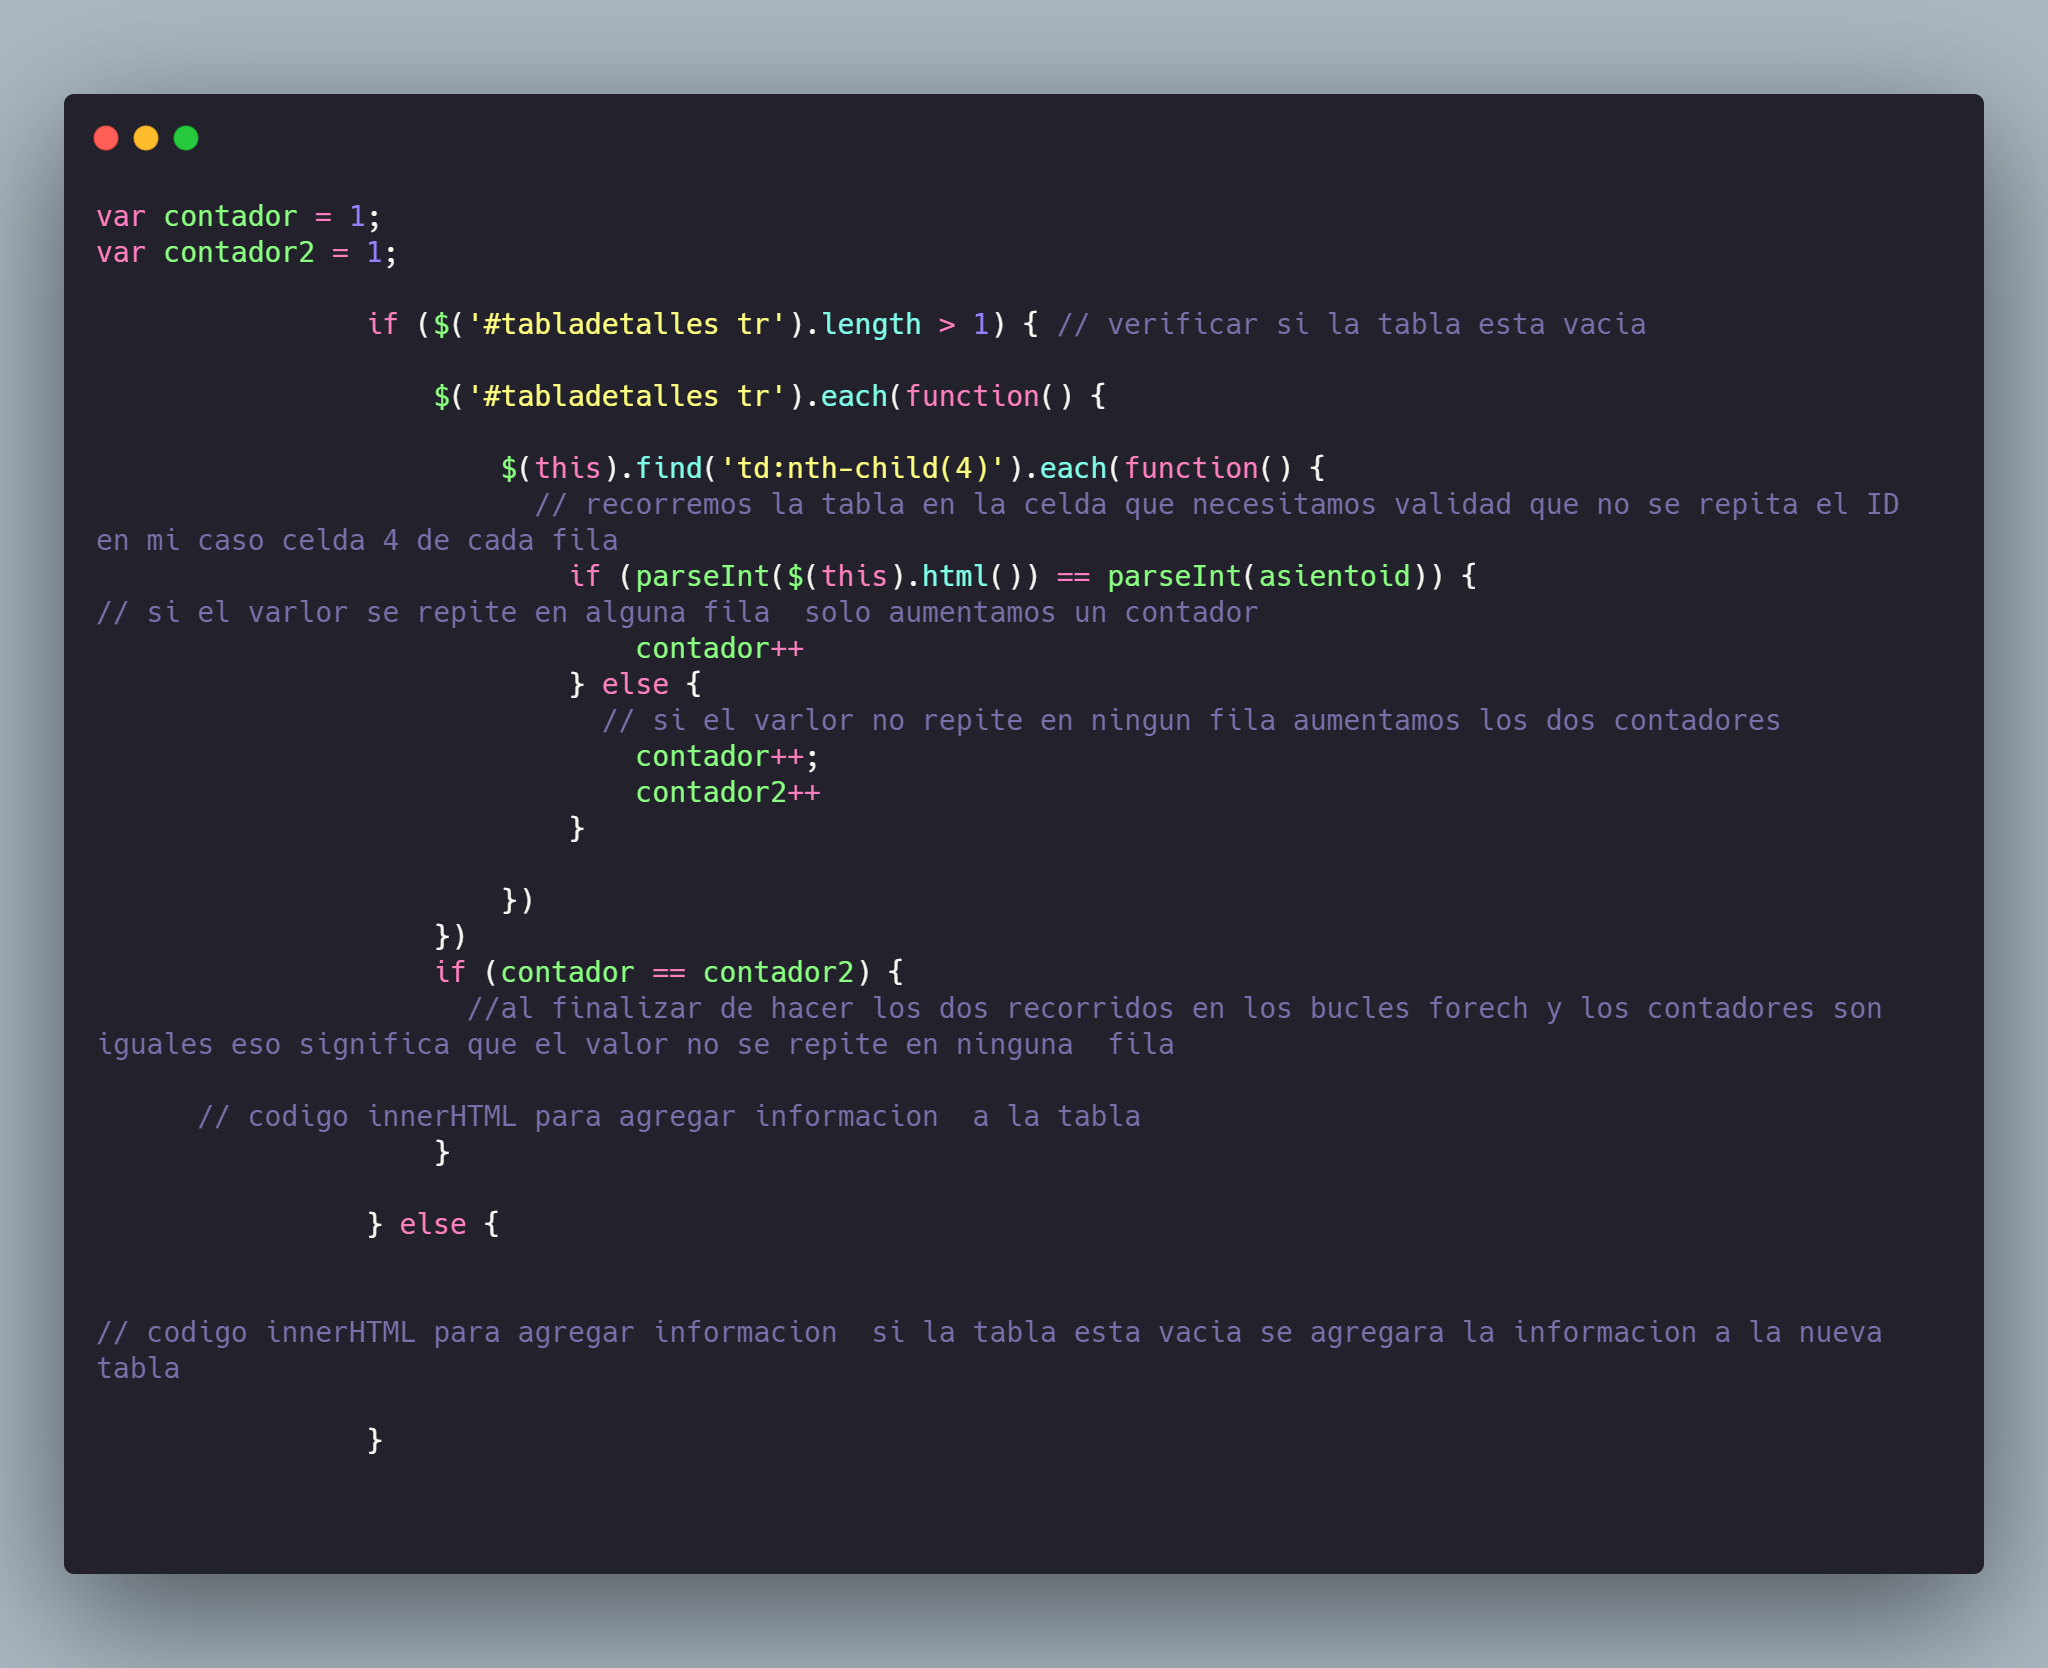 var contador = 1;
var contador2 = 1;
if ($('#tabladetalles tr').length > 1) { // verificar si la tabla esta vacia
$('#tabladetalles tr').each(function() {
$(this).find('td:nth-child(4)').each(function() {
// recorremos la tabla en la celda que necesitamos validad que no se repita el ID
en mi caso celda 4 de cada fila
if (parseInt($(this).html()) == parseInt(asientoid)) {
// si el varlor se repite en alguna fila  solo aumentamos un contador
contador++
} else {
// si el varlor no repite en ningun fila aumentamos los dos contadores
contador++;
contador2++
}
})
})
if (contador == contador2) {
//al finalizar de hacer los dos recorridos en los bucles forech y los contadores son
iguales eso significa que el valor no se repite en ninguna  fila
// codigo innerHTML para agregar informacion  a la tabla
}
} else {
// codigo innerHTML para agregar informacion  si la tabla esta vacia se agregara la informacion a la nueva
tabla
}